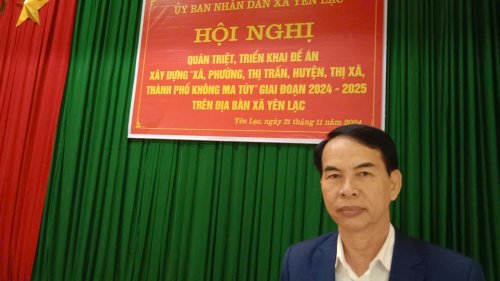 ỦY BAN NHÂN DÂN XÃ YÊN LẠC
HỘI NGHỊ
QUÁN TRIỆT, TRIỂN KHAI ĐỀ ÁN
XÂY DỰNG "XÃ, PHƯỜNG, THỊ TRẤN, HUYỆN, THỊ XÃ,
THÀNH PHỐ KHÔNG MA TÚY" GIAI ĐOẠN 2024 - 2025
TRÊN ĐỊA BÀN XÃ YÊN LẠC
Yên Lạc, ngày 21 tháng 11 năm 2024